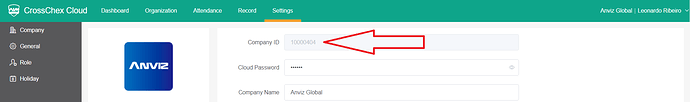 CrossChex Cloud Dashboard Organization Attendance Record Settings Anviz Global | Leonardo Ribeiro
Company
General
Role
Holiday
ANVIZ
Company ID 10000404
Cloud Password ••••••
Company Name Anviz Global